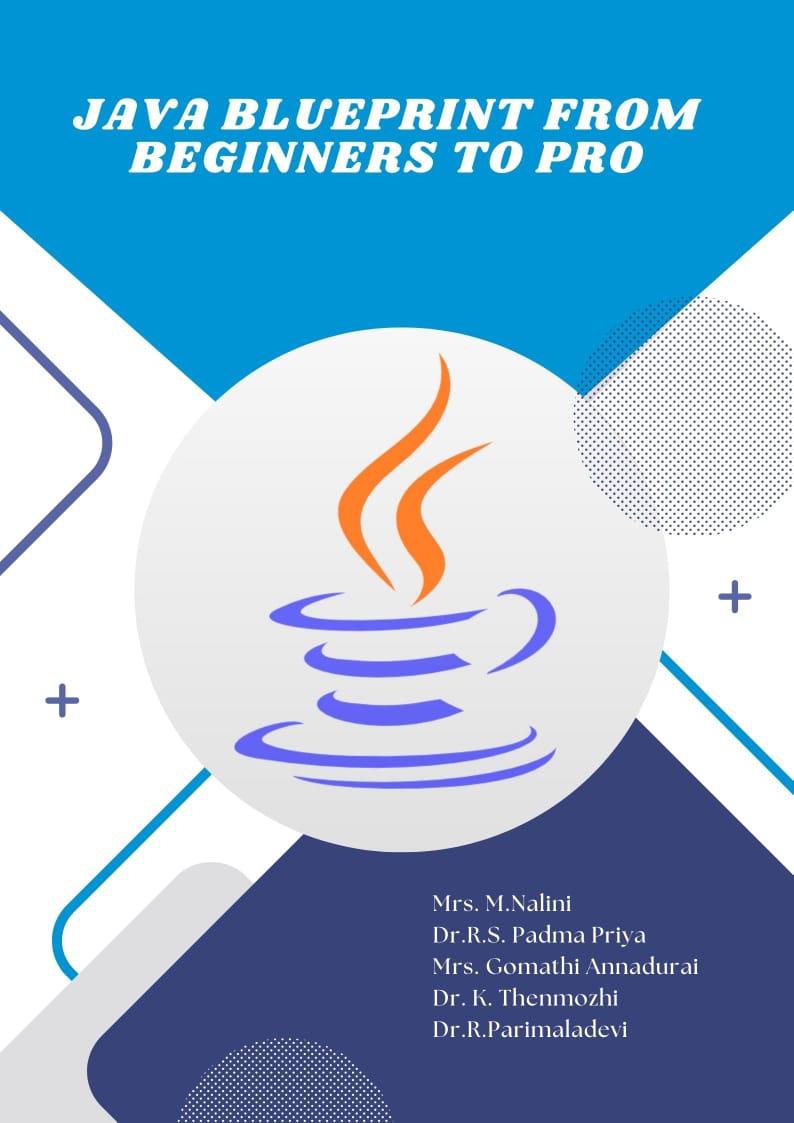 JAVA BLUEPRINT FROM
BEGINNERS TO PRO
Mrs. M.Nalini
Dr.R.S. Padma Priya
Mrs. Gomathi Annadurai
Dr. K. Thenmozhi
Dr.R.Parimaladevi